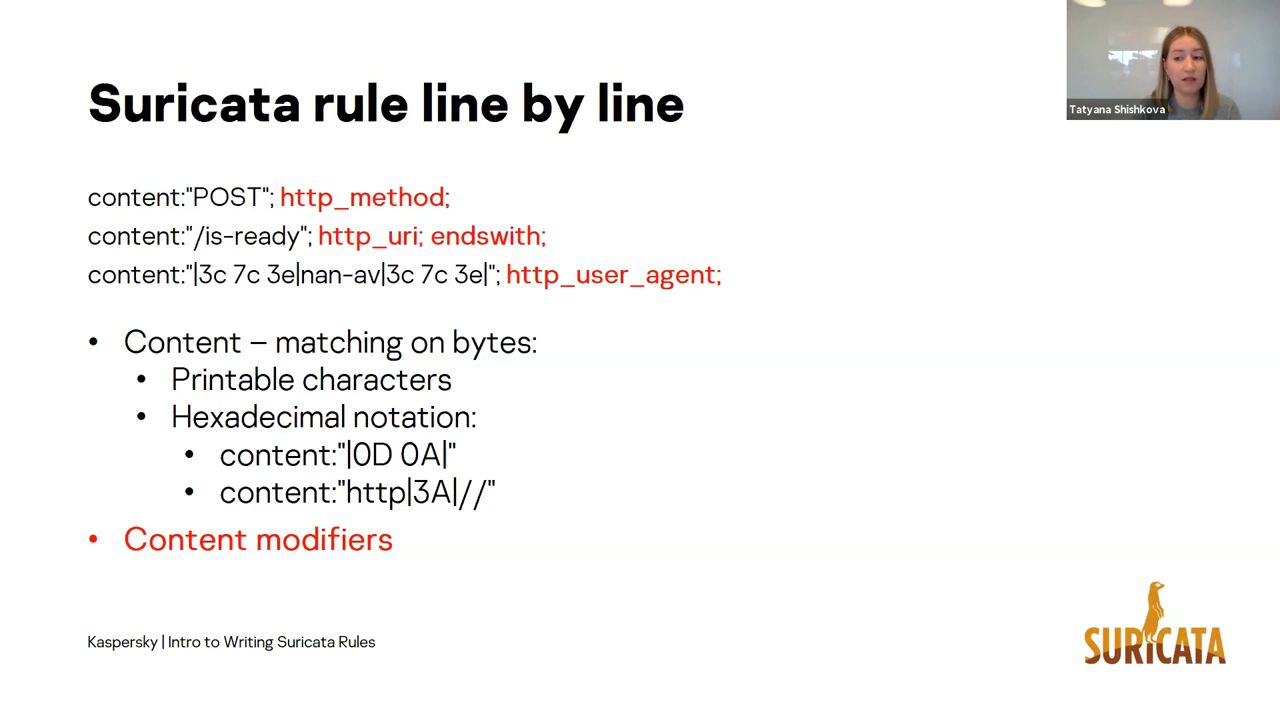 Suricata rule line by line
Tatyana Shishkova
content:"POST"; http_method;
content:"/is-ready"; http_uri; endswith;
content:"|3c 7c 3e|nan-av|3c 7c 3e|"; http_user_agent;
• Content – matching on bytes:
• Printable characters
• Hexadecimal notation:
• content:"|0D 0A|"
• content:"http|3A|//"
• Content modifiers
Kaspersky | Intro to Writing Suricata Rules
SURICATA